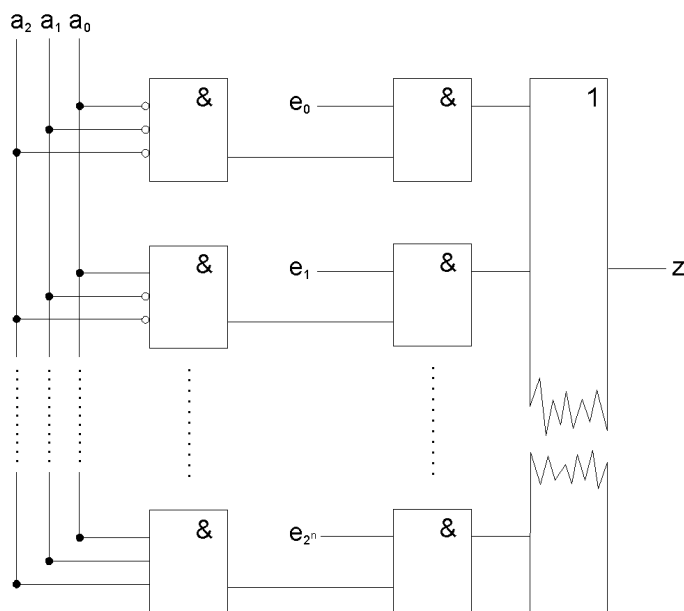 a₂ a₁ a₀
& e₀ & 1
& e₁ & z
& e₂ⁿ &